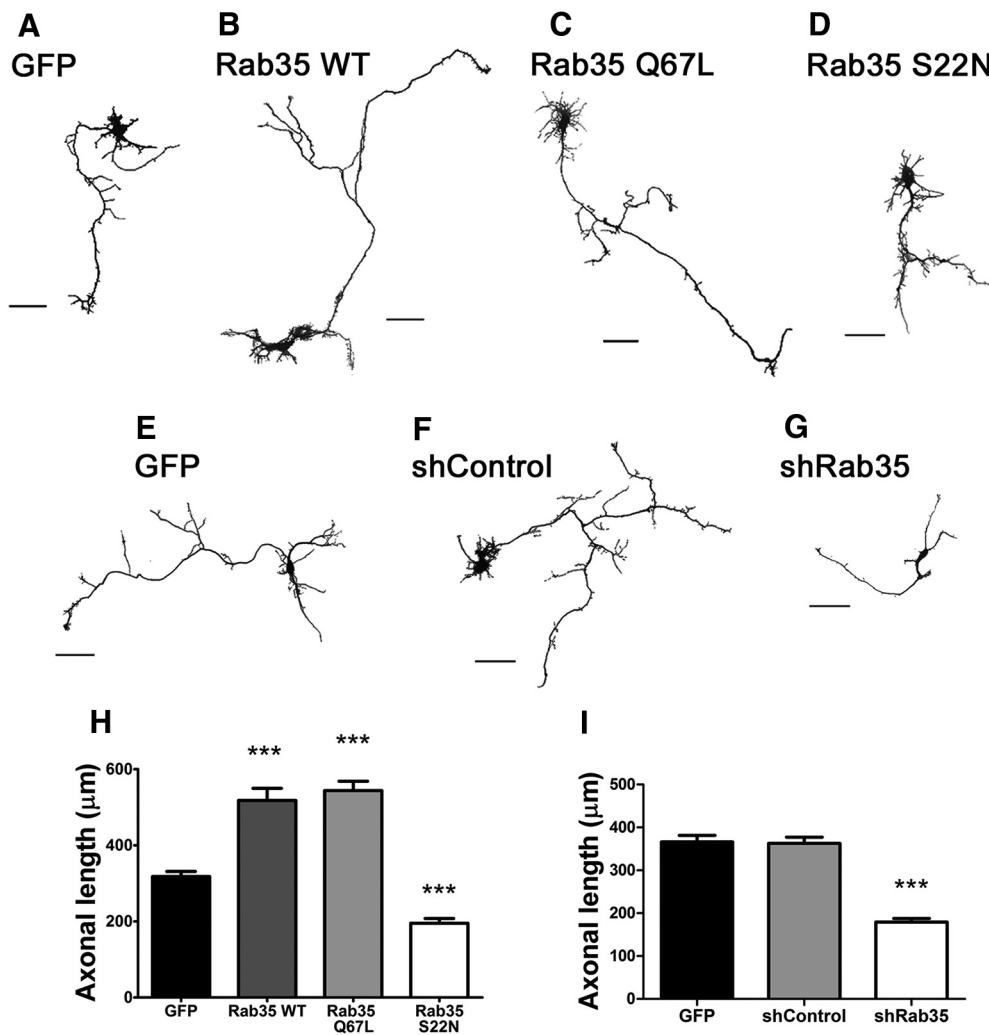 A
GFP
B
Rab35 WT
C
Rab35 Q67L
D
Rab35 S22N
E
GFP
F
shControl
G
shRab35
H
Axonal length (μm)
600
400
200
0
***
***
***
GFP
Rab35 WT
Rab35
Q67L
Rab35
S22N
I
Axonal length (μm)
500
400
300
200
100
0
***
GFP
shControl
shRab35